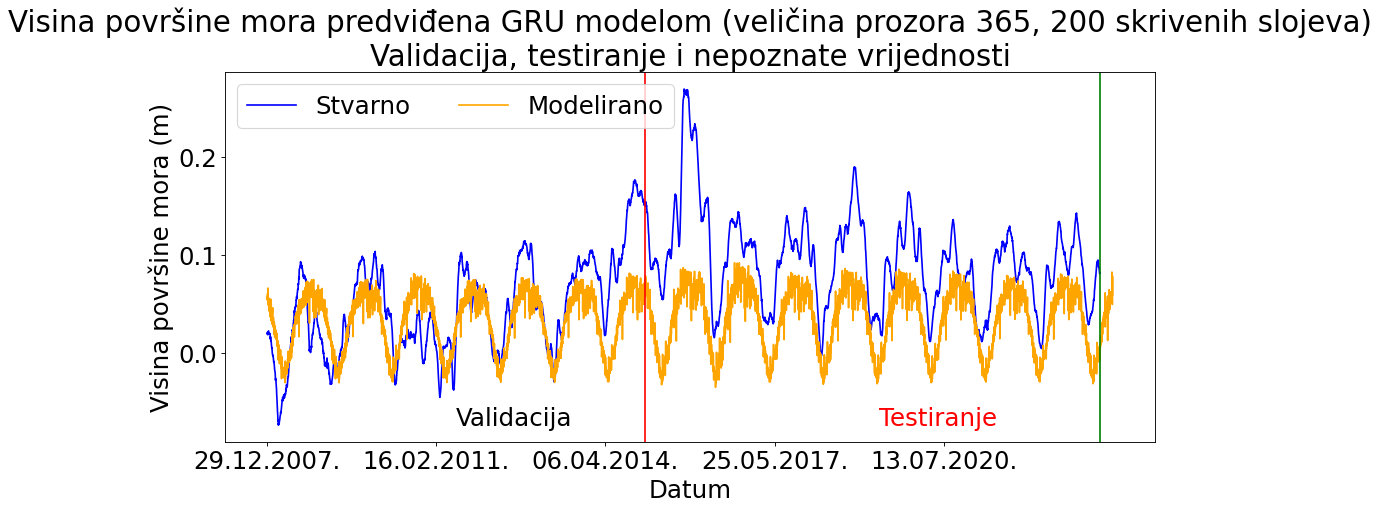 Visina površine mora predviđena GRU modelom (veličina prozora 365, 200 skrivenih slojeva)
Validacija, testiranje i nepoznate vrijednosti
Stvarno
Modelirano
Visina površine mora (m)
0.2
0.1
0.0
Validacija
Testiranje
29.12.2007.
16.02.2011.
06.04.2014.
25.05.2017.
13.07.2020.
Datum